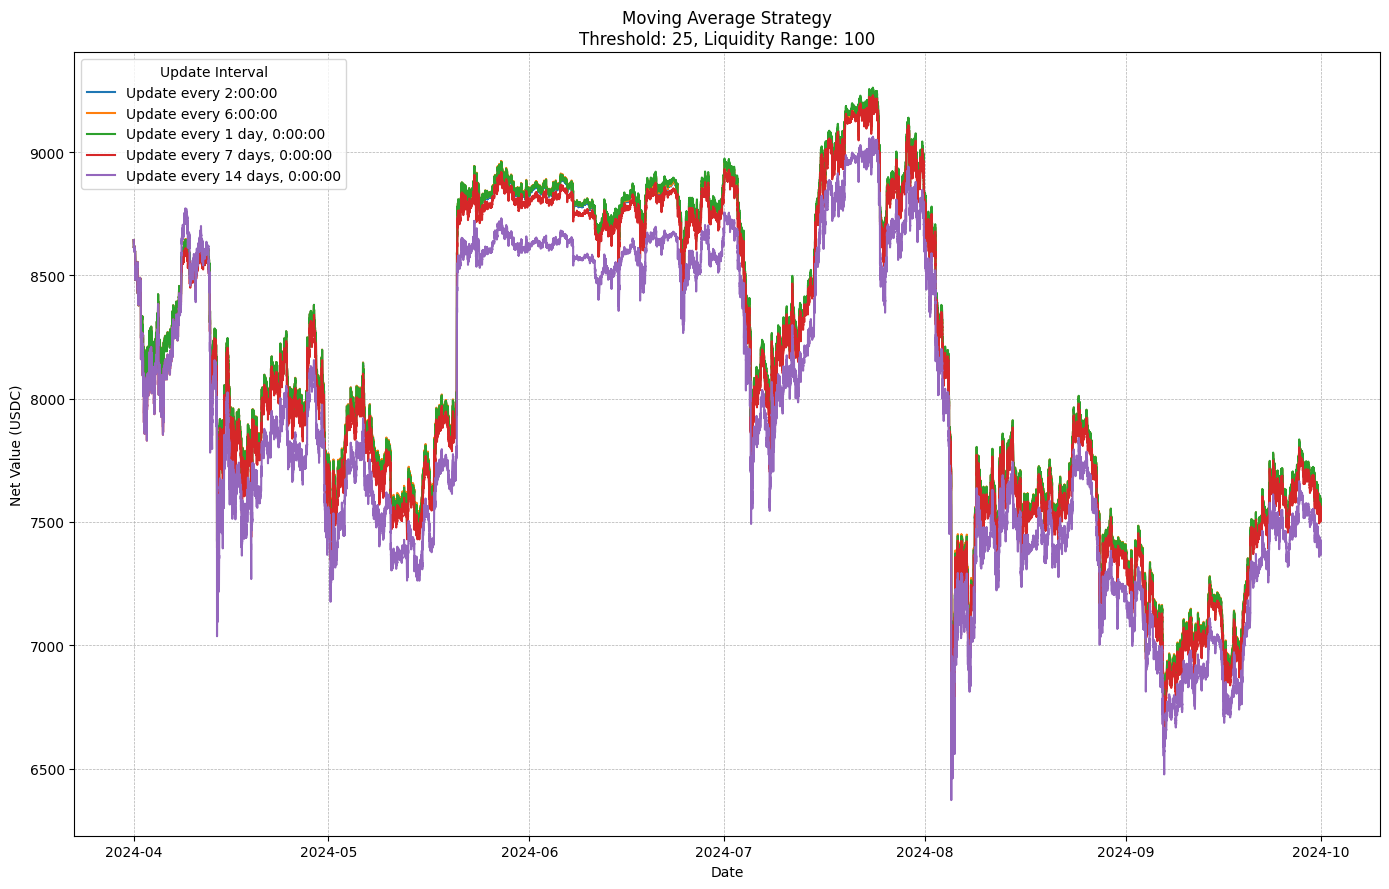 Moving Average Strategy
Threshold: 25, Liquidity Range: 100
Update Interval
Update every 2:00:00
Update every 6:00:00
Update every 1 day, 0:00:00
Update every 7 days, 0:00:00
Update every 14 days, 0:00:00
Net Value (USDC)
9000
8500
8000
7500
7000
6500
2024-04
2024-05
2024-06
2024-07
2024-08
2024-09
2024-10
Date